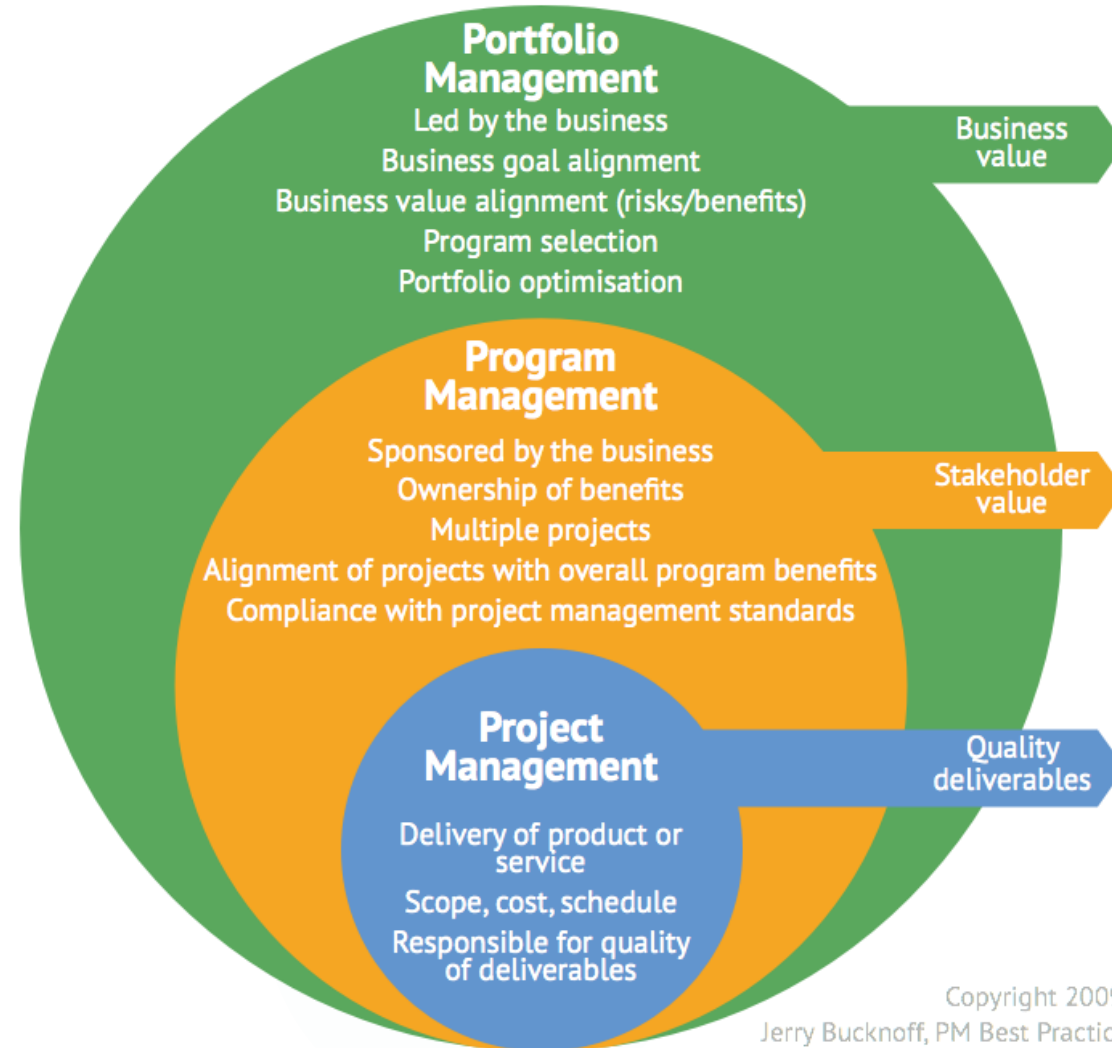 Portfolio
Management
Led by the business
Business goal alignment
Business value alignment (risks/benefits)
Program selection
Portfolio optimisation
Business
value
Program
Management
Sponsored by the business
Ownership of benefits
Multiple projects
Alignment of projects with overall program benefits
Compliance with project management standards
Stakeholder
value
Project
Management
Delivery of product or
service
Scope, cost, schedule
Responsible for quality
of deliverables
Quality
deliverables
Copyright 2009
Jerry Bucknoff, PM Best Practic